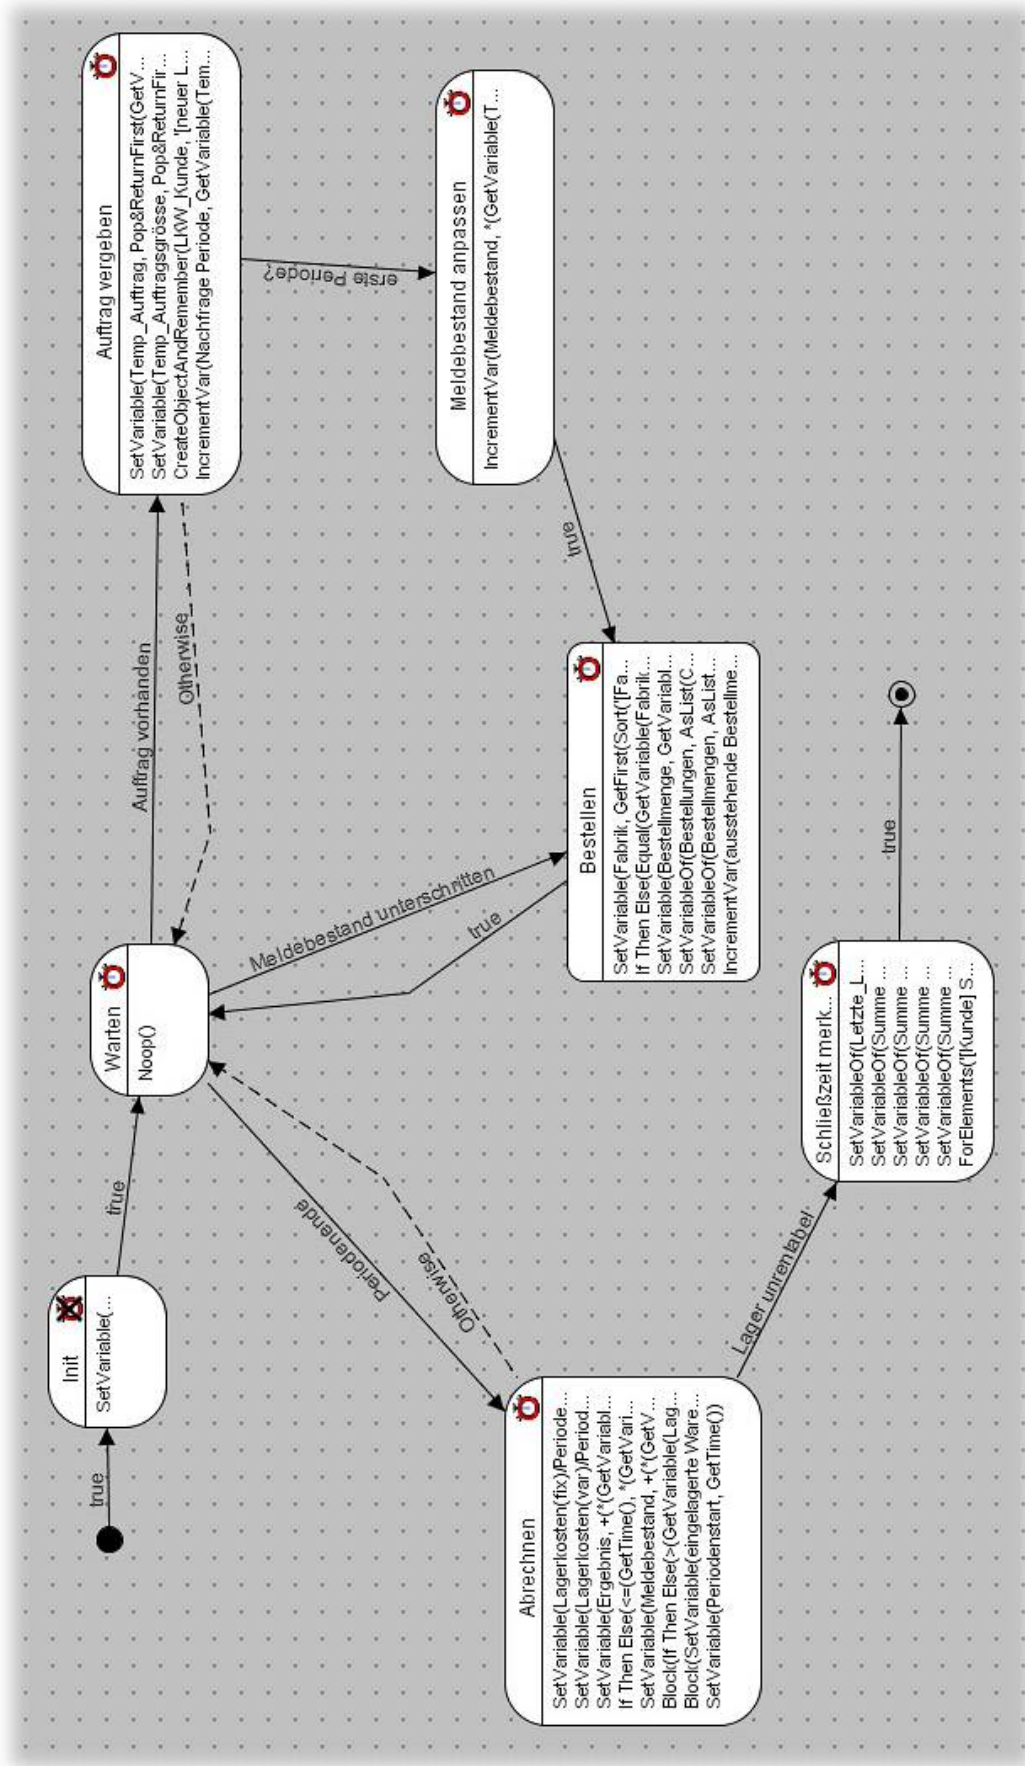 true
Init
SetVariable(...
true
Warten
Noop()
Auftrag vorhanden
Otherwise
Auftrag vergeben
SetVariable(Temp_Auftrag, Pop&ReturnFirst(GetV...
SetVariable(Temp_Auftragsgrösse, Pop&ReturnFir...
CreateObjectAndRemember(LKW_Kunde, '[neuer L...
IncrementVar(Nachfrage Periode, GetVariable(Tem...
erste Periode?
Meldebestand anpassen
IncrementVar(Meldebestand, *(GetVariable(T...
true
Meldebestand unterschritten
true
Bestellen
SetVariable(Fabrik, GetFirst(Sort('[Fa...
If Then Else(Equal(GetVariable(Fabrik...
SetVariable(Bestellmenge, GetVariabl...
SetVariableOf(Bestellungen, AsList(C...
SetVariableOf(Bestellmengen, AsList...
IncrementVar(ausstehende Bestellme...
Periodenende
Otherwise
Abrechnen
SetVariable(Lagerkosten(fix)/Periode...
SetVariable(Lagerkosten(var)/Period...
SetVariable(Ergebnis, +(*(GetVariabl...
If Then Else(<=(GetTime(), *(GetVari...
SetVariable(Meldebestand, +(*(GetV...
Block(If Then Else(>(GetVariable(Lag...
Block(SetVariable(eingelagerte Ware...
SetVariable(Periodenstart, GetTime())
Lager unrentabel
Schließzeit merk...
SetVariableOf(Letzte_L...
SetVariableOf(Summe ...
SetVariableOf(Summe ...
SetVariableOf(Summe ...
SetVariableOf(Summe ...
ForElements('[Kunde] S...
true